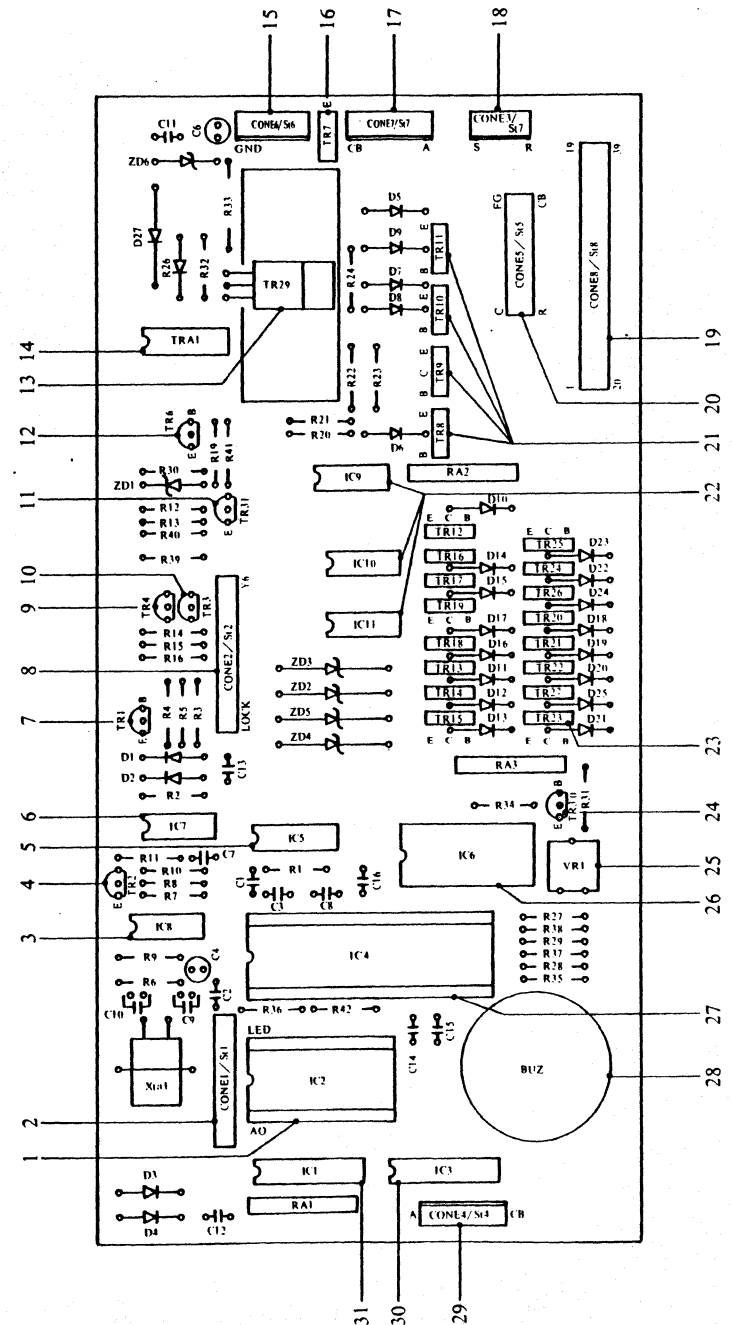 15
16
17
18
C11
C6
CONE6/St6
GND
TR7
E
CONE7/St7
CB
A
CONE3/St7
S
R
ZD6
D27
R26
R32
R33
TR29
R24
D5
D9
D7
D8
E
TR11
B
E
TR10
B
E
C
TR9
B
E
TR8
B
FG
CB
CONE5/St5
C
R
19
39
CONE8/St8
1
20
14
TRA1
13
12
TR6
B
E
R22
R23
R21
R20
D6
19
20
21
R19
R41
R30
ZD1
11
R12
R13
R40
TR31
E
R39
IC9
RA2
22
D10
E C B
TR12
IC10
TR16
D14
TR17
D15
TR19
E C B
IC11
TR18
D17
D16
TR13
D11
TR14
D12
TR15
D13
E C B
E C B
TR25
D23
TR24
D22
TR26
D24
TR20
D18
TR21
D19
TR22
D20
TR27
D25
TR23
D21
E C B
23
10
9
TR4
TR3
R14
R15
R16
8
CONE2/St2
Y6
LOCK
ZD3
ZD2
ZD5
ZD4
7
TR1
B
E
R4
R5
R3
D1
D2
R2
C13
RA3
6
IC7
5
IC5
R34
TR30
B
E
R31
24
R11
C7
R10
R8
R7
4
TR2
E
C1
R1
C3
C8
C16
IC6
VR1
25
26
3
IC8
R9
R6
C4
C2
C10
C9
IC4
R27
R38
R29
R37
R28
R35
27
R36
R42
Xtal
CONE1/St1
LED
IC2
AO
C14
C15
BUZ
28
2
1
D3
D4
C12
IC1
RA1
IC3
A
CONE4/St4
CB
31
30
29